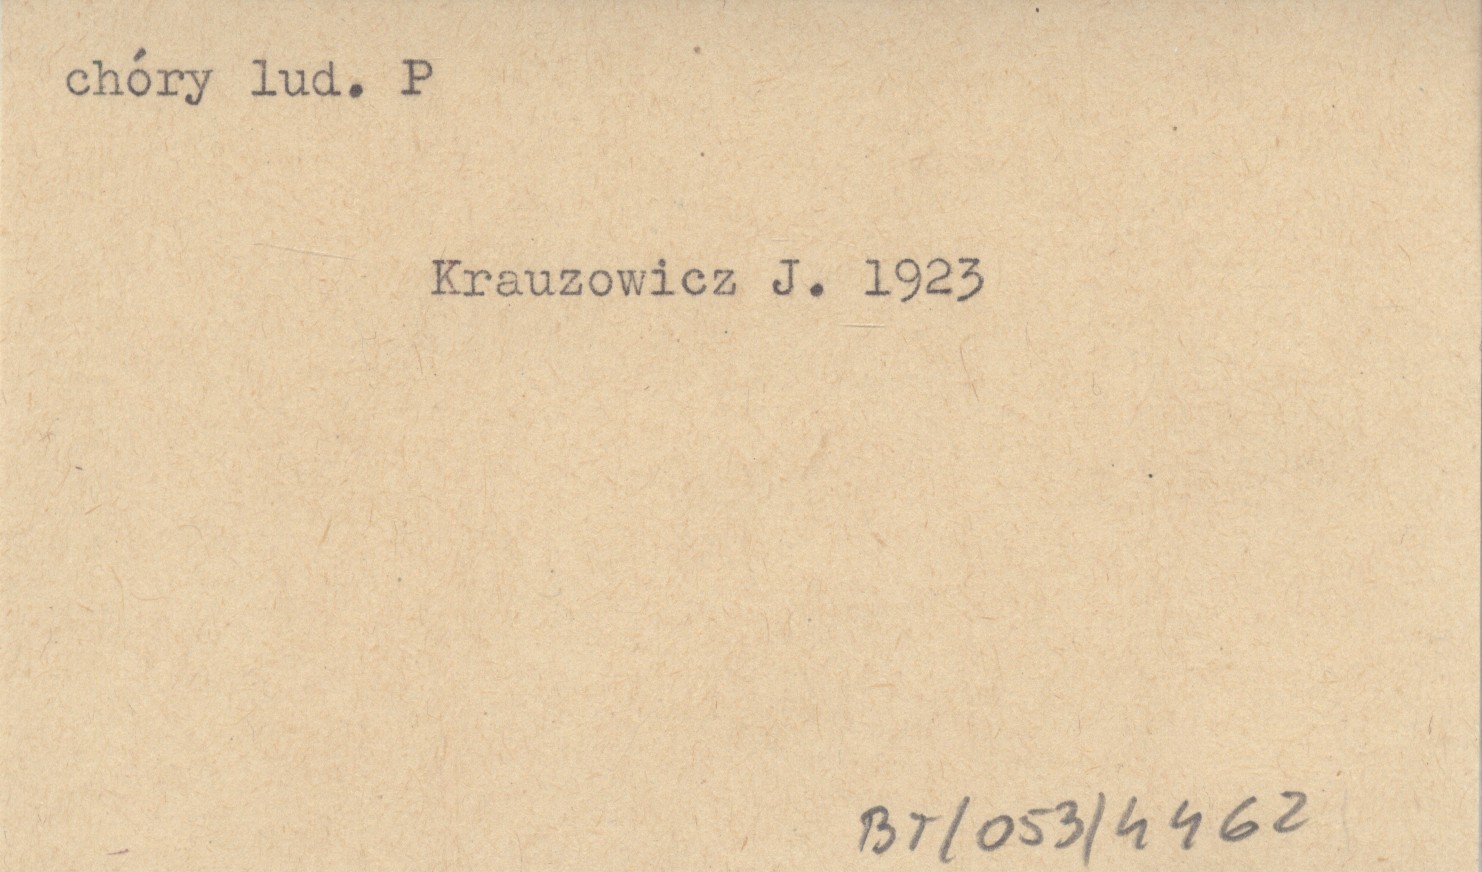 chóry lud. P
Krauzowicz J. 1923
BT/053/4462